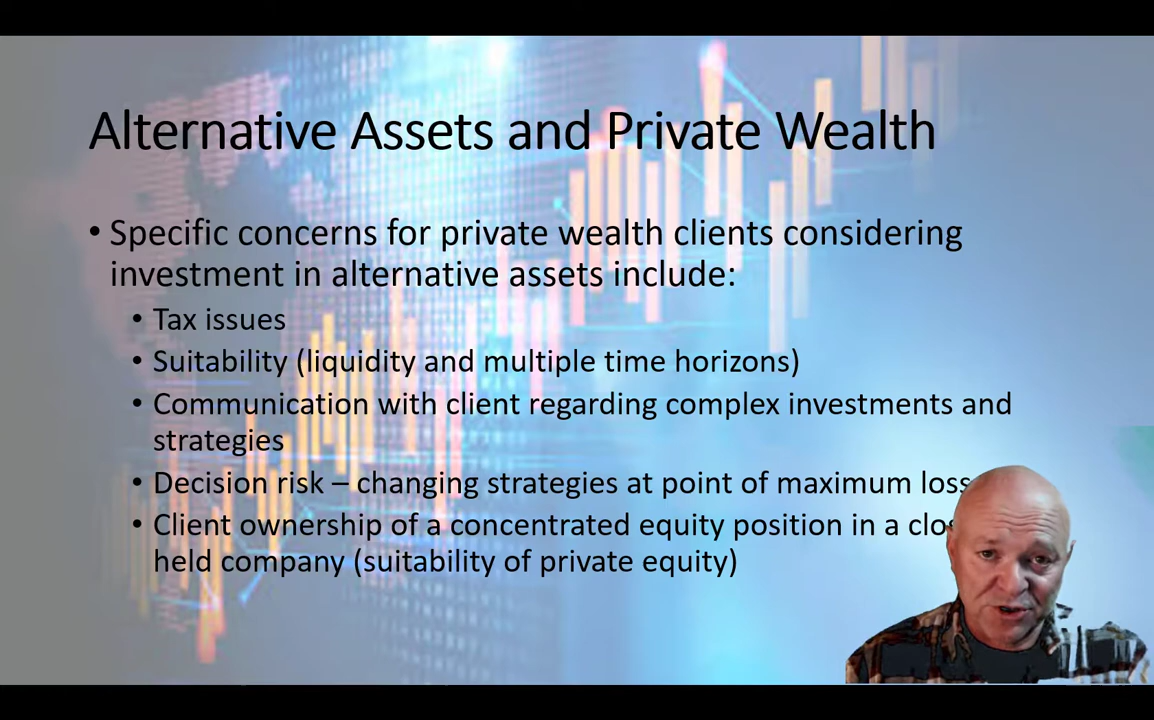 Alternative Assets and Private Wealth
• Specific concerns for private wealth clients considering
investment in alternative assets include:
• Tax issues
• Suitability (liquidity and multiple time horizons)
• Communication with client regarding complex investments and
strategies
• Decision risk – changing strategies at point of maximum loss
• Client ownership of a concentrated equity position in a
held company (suitability of private equity)